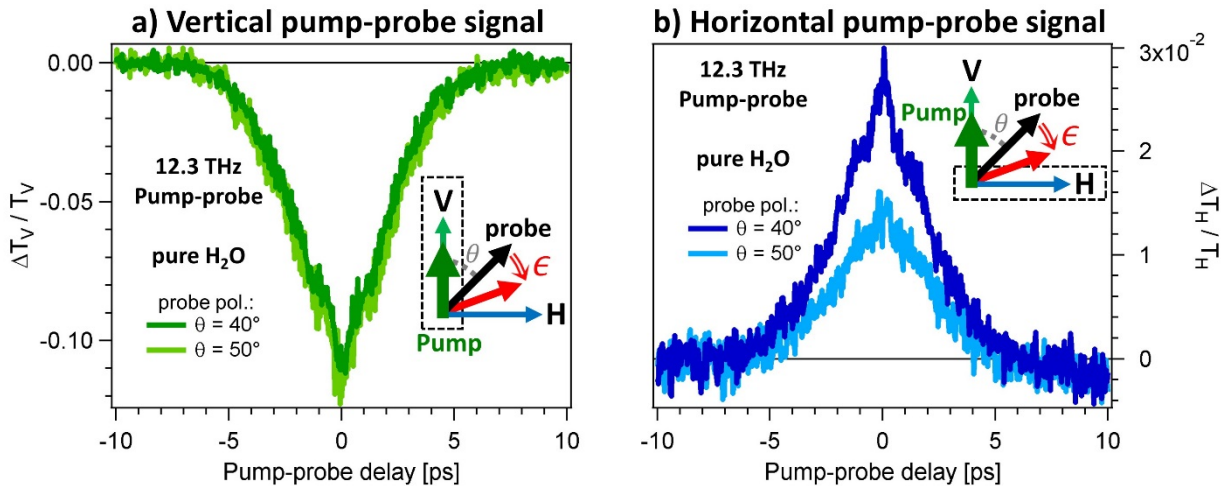 a) Vertical pump-probe signal
0.00
-0.05
-0.10
ΔT_V / T_V
12.3 THz
Pump-probe
pure H₂O
probe pol.:
θ = 40°
θ = 50°
V
θ
probe
ϵ
H
Pump
-10
-5
0
5
10
Pump-probe delay [ps]
b) Horizontal pump-probe signal
12.3 THz
Pump-probe
pure H₂O
probe pol.:
θ = 40°
θ = 50°
V
Pump
θ
probe
ϵ
H
3x10⁻²
2
1
0
ΔT_H / T_H
-10
-5
0
5
10
Pump-probe delay [ps]